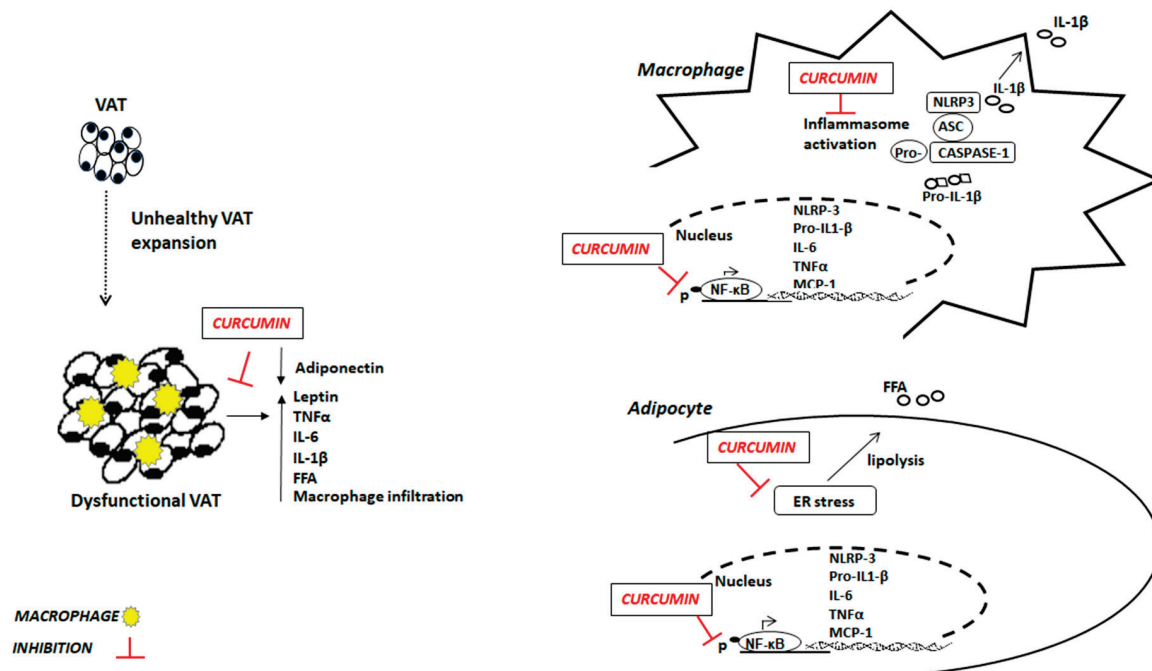 VAT
Unhealthy VAT
expansion
CURCUMIN
Adiponectin
Leptin
TNFα
IL-6
IL-1β
FFA
Macrophage infiltration
Dysfunctional VAT
MACROPHAGE
INHIBITION
Macrophage
CURCUMIN
Inflammasome
activation
IL-1β
IL-1β
NLRP3
ASC
Pro- CASPASE-1
Pro-IL-1β
CURCUMIN
Nucleus
NLRP-3
Pro-IL1-β
IL-6
TNFα
MCP-1
p NF-κB
Adipocyte
FFA
CURCUMIN
lipolysis
ER stress
CURCUMIN
Nucleus
NLRP-3
Pro-IL1-β
IL-6
TNFα
MCP-1
p NF-κB